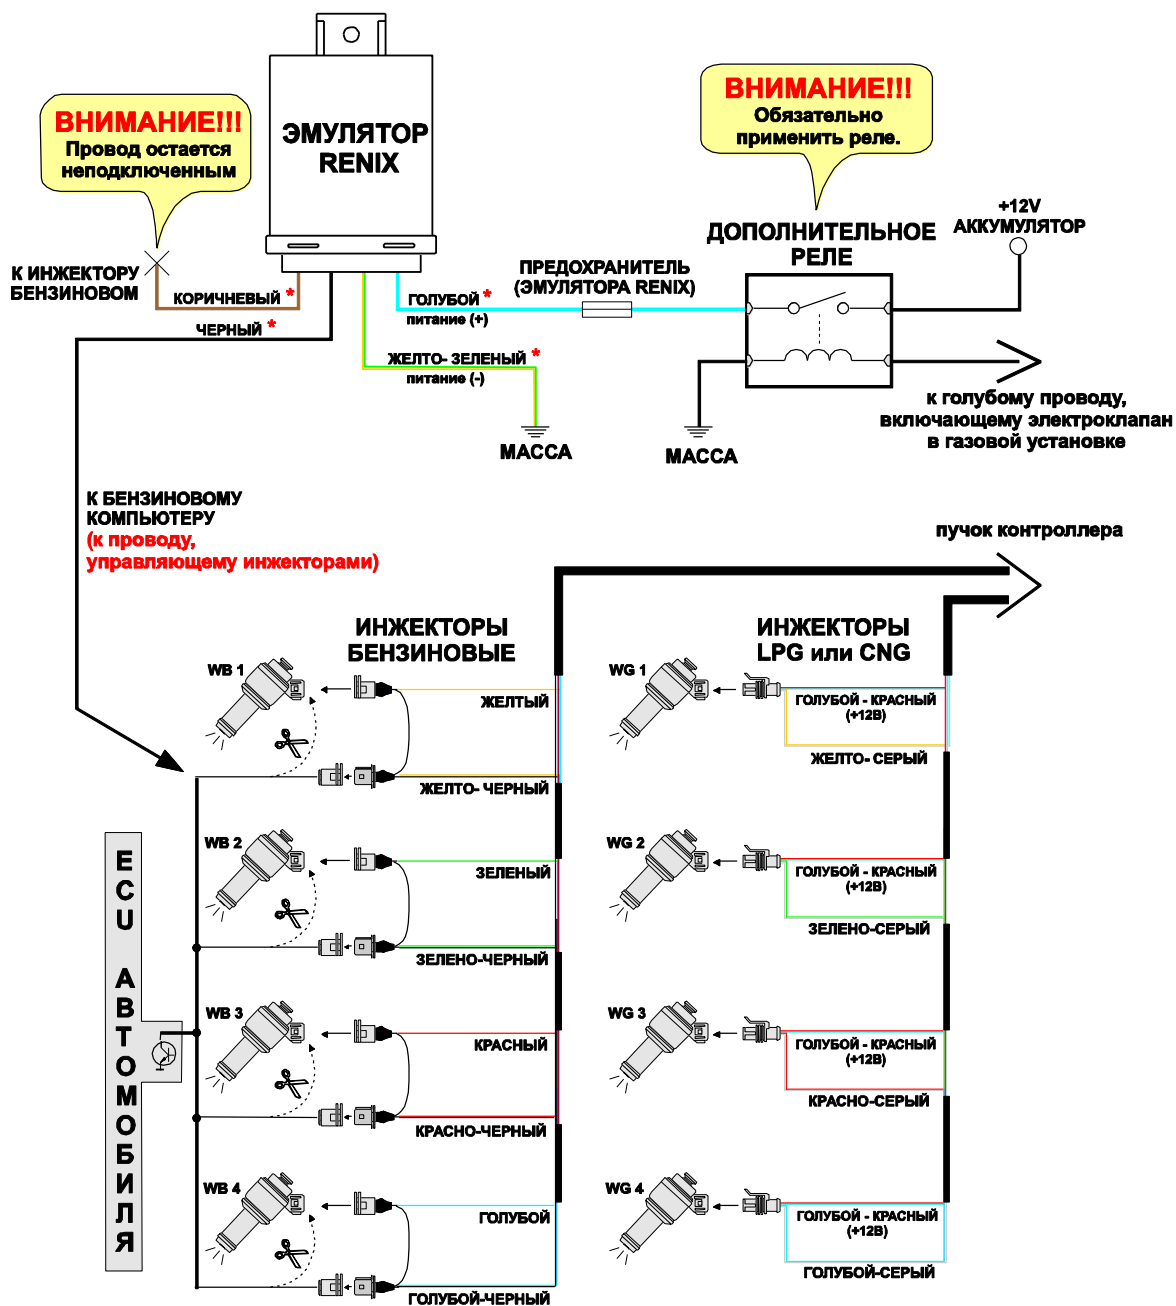 ВНИМАНИЕ!!!
Провод остается
неподключенным
ЭМУЛЯТОР
RENIX
ВНИМАНИЕ!!!
Обязательно
применить реле.
+12V
АККУМУЛЯТОР
ДОПОЛНИТЕЛЬНОЕ
РЕЛЕ
К ИНЖЕКТОРУ
БЕНЗИНОВОМ
ПРЕДОХРАНИТЕЛЬ
(ЭМУЛЯТОРА RENIX)
КОРИЧНЕВЫЙ *
ГОЛУБОЙ *
питание (+)
ЧЕРНЫЙ *
ЖЕЛТО- ЗЕЛЕНЫЙ *
питание (-)
МАССА
МАССА
к голубому проводу,
включающему электроклапан
в газовой установке
К БЕНЗИНОВОМУ
КОМПЬЮТЕРУ
(к проводу,
управляющему инжекторами)
пучок контроллера
ИНЖЕКТОРЫ
БЕНЗИНОВЫЕ
ИНЖЕКТОРЫ
LPG или CNG
WB 1
ЖЕЛТЫЙ
ЖЕЛТО- ЧЕРНЫЙ
WG 1
ГОЛУБОЙ - КРАСНЫЙ
(+12В)
ЖЕЛТО- СЕРЫЙ
WB 2
ЗЕЛЕНЫЙ
ЗЕЛЕНО-ЧЕРНЫЙ
WG 2
ГОЛУБОЙ - КРАСНЫЙ
(+12В)
ЗЕЛЕНО-СЕРЫЙ
WB 3
КРАСНЫЙ
КРАСНО-ЧЕРНЫЙ
WG 3
ГОЛУБОЙ - КРАСНЫЙ
(+12В)
КРАСНО-СЕРЫЙ
WB 4
ГОЛУБОЙ
ГОЛУБОЙ-ЧЕРНЫЙ
WG 4
ГОЛУБОЙ - КРАСНЫЙ
(+12В)
ГОЛУБОЙ-СЕРЫЙ
ECU АВТОМОБИЛЯ